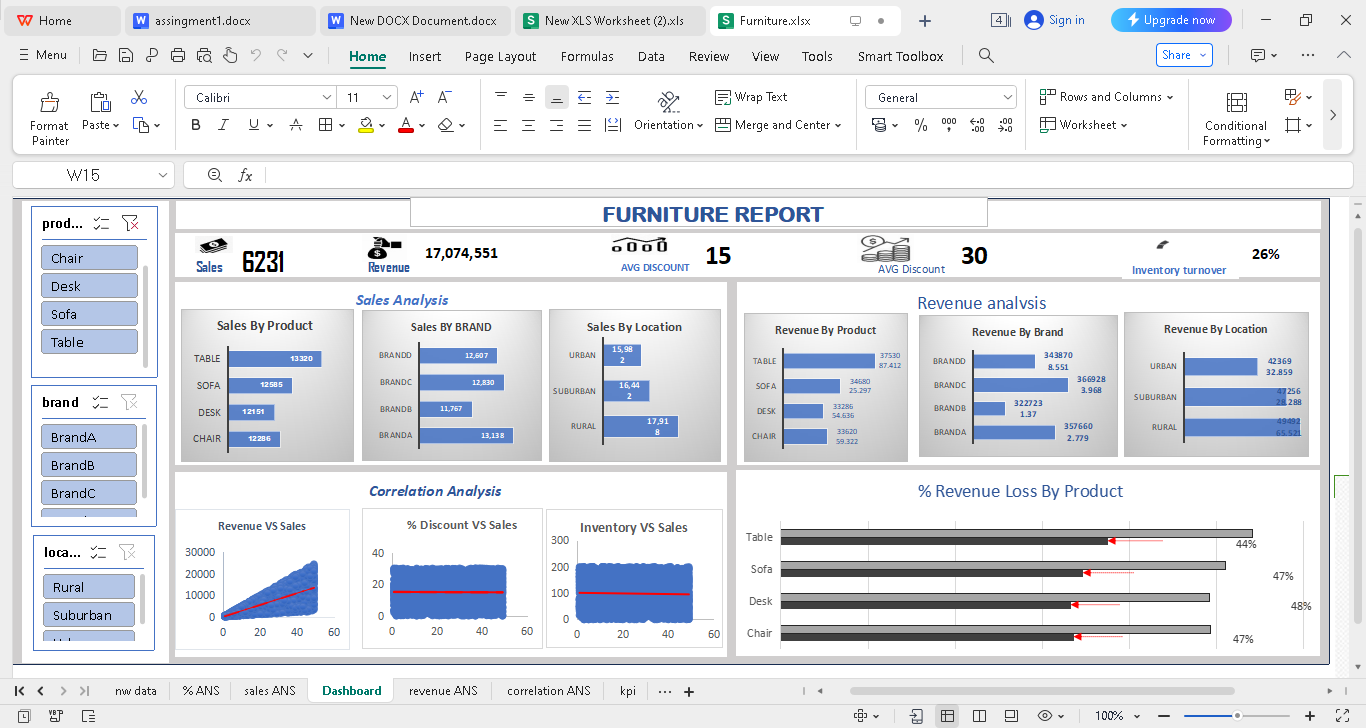 Home
assingment1.docx
New DOCX Document.docx
New XLS Worksheet (2).xls
Furniture.xlsx
4
Sign in
Upgrade now
Menu
Home Insert Page Layout Formulas Data Review View Tools Smart Toolbox
Share
Format Painter
Paste
Calibri
11
A+ A-
B I U A
A
Orientation
Wrap Text
Merge and Center
General
%
Rows and Columns
Worksheet
Conditional Formatting
W15
fx
FURNITURE REPORT
prod...
Chair
Desk
Sofa
Table
brand
BrandA
BrandB
BrandC
loca...
Rural
Suburban
Sales
6231
Revenue
17,074,551
AVG DISCOUNT
15
AVG Discount
30
Inventory turnover
26%
Sales Analysis
Sales By Product
TABLE 13320
SOFA 12585
DESK 12151
CHAIR 12286
Sales BY BRAND
BRANDD 12,607
BRANDC 12,830
BRANDB 11,767
BRANDA 13,138
Sales By Location
URBAN 15,98
2
SUBURBAN 16,44
2
RURAL 17,91
8
Revenue analvsis
Revenue By Product
TABLE 37530
87.412
SOFA 34680
25.297
DESK 33286
54.636
CHAIR 33620
59.322
Revenue By Brand
BRANDD 343870
8.551
BRANDC 366928
3.968
BRANDB 322723
1.37
BRANDA 357660
2.779
Revenue By Location
URBAN 42369
32.859
SUBURBAN 47256
28.288
RURAL 49492
65.521
Correlation Analysis
Revenue VS Sales
30000
20000
10000
0
0 20 40 60
% Discount VS Sales
40
20
0
0 20 40 60
Inventory VS Sales
300
200
100
0
0 20 40 60
% Revenue Loss By Product
Table 44%
Sofa 47%
Desk 48%
Chair 47%
nw data % ANS sales ANS Dashboard revenue ANS correlation ANS kpi ... +
100%